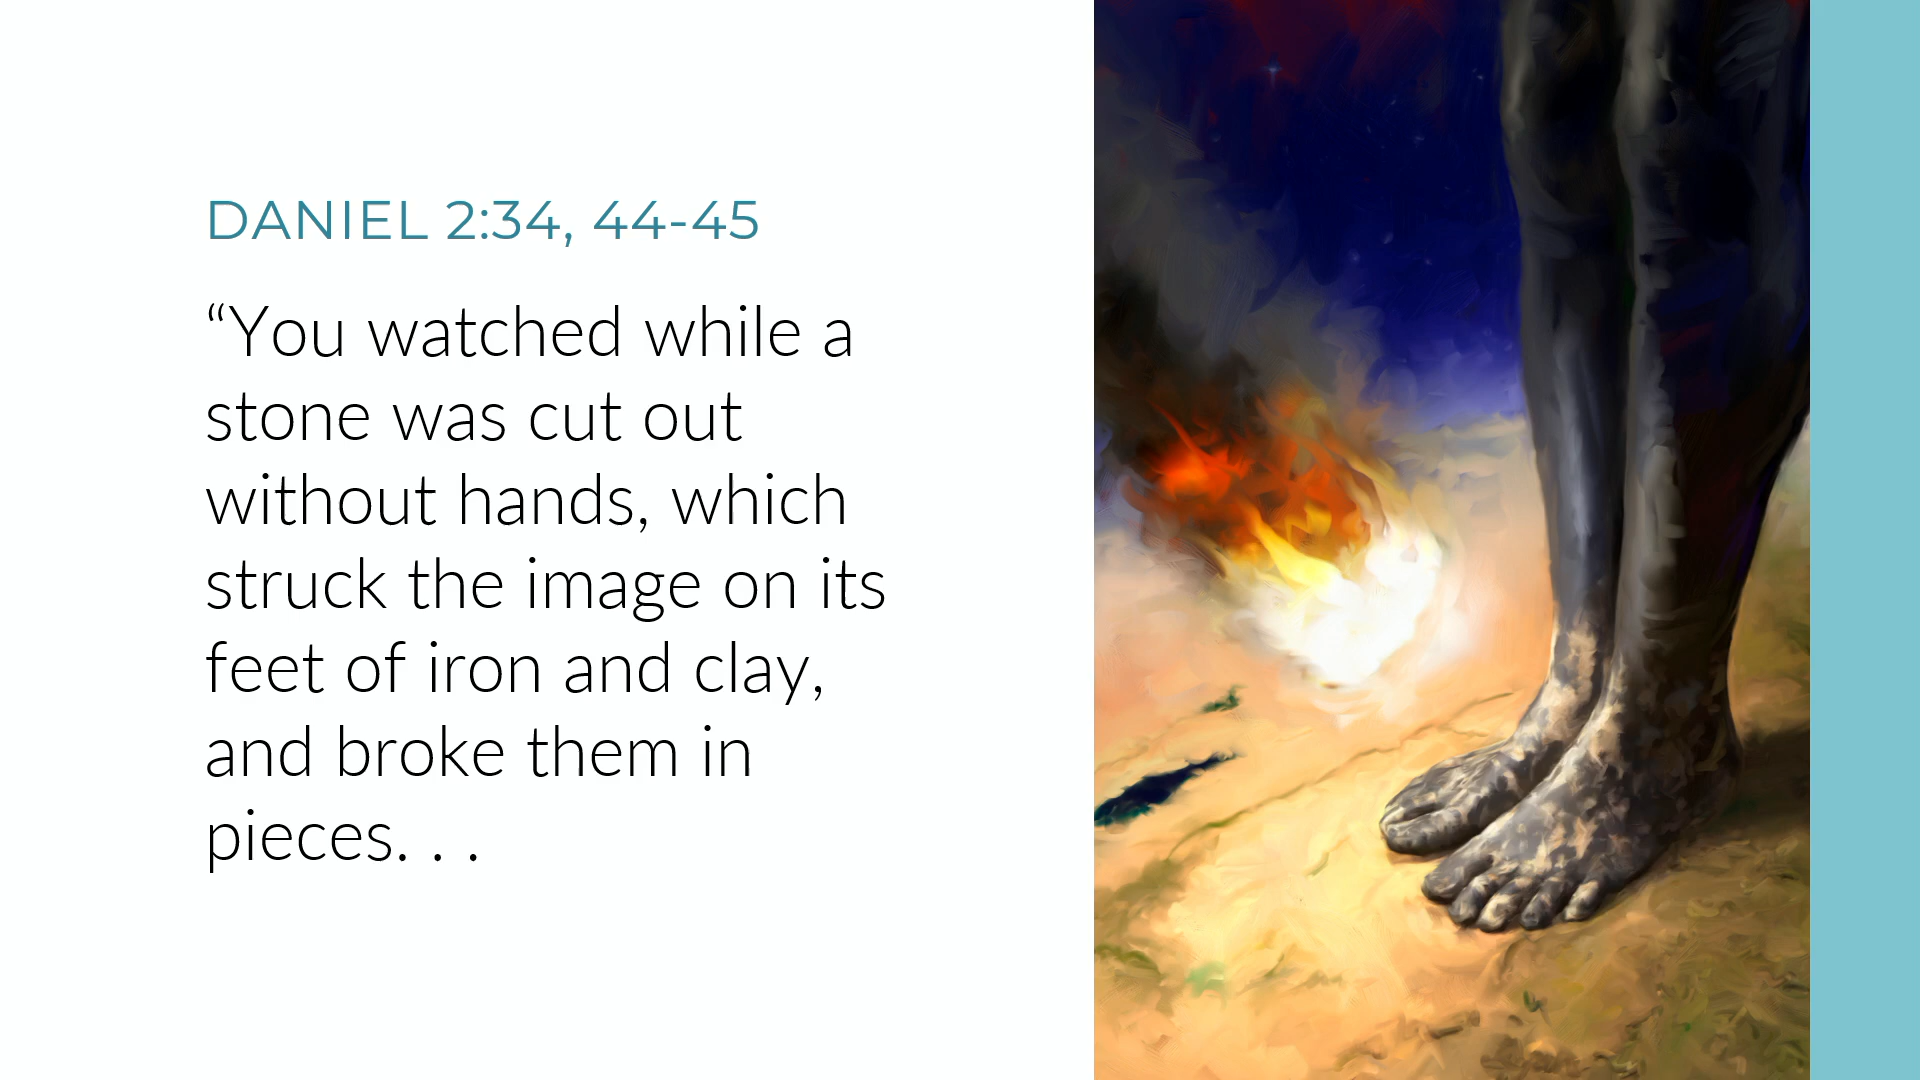 DANIEL 2:34, 44-45
“You watched while a
stone was cut out
without hands, which
struck the image on its
feet of iron and clay,
and broke them in
pieces. . .